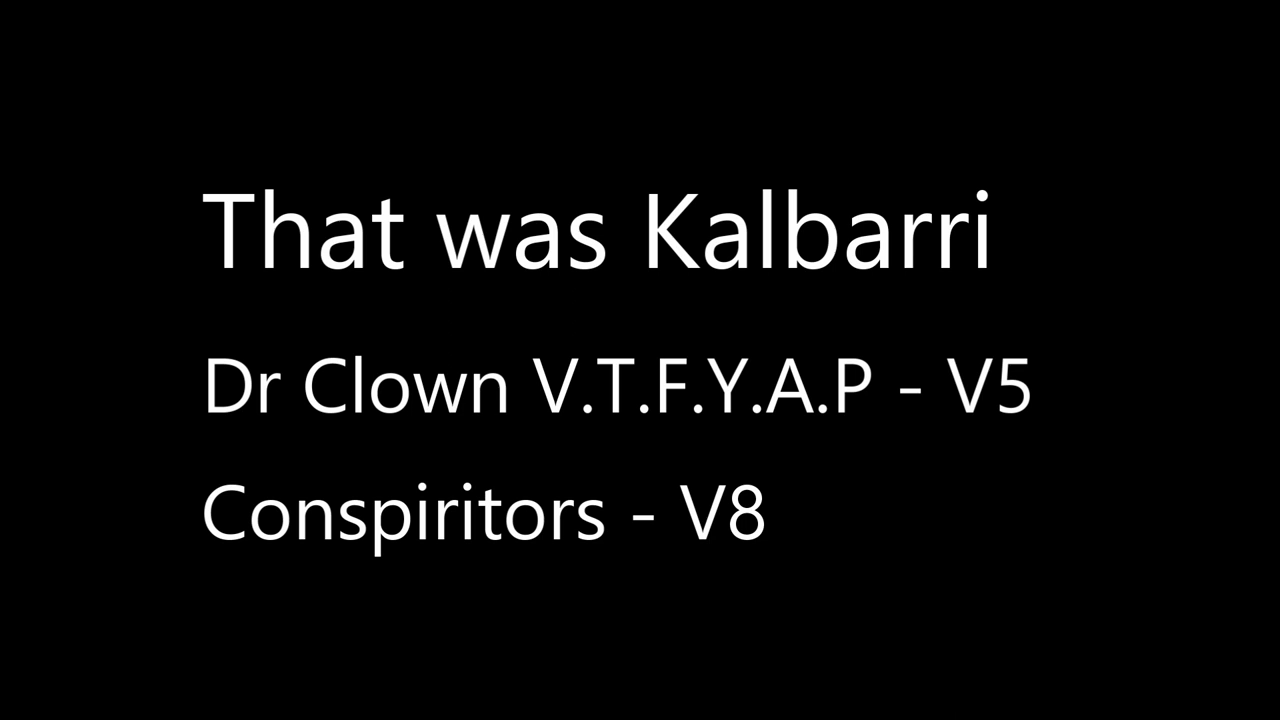 That was Kalbarri
Dr Clown V.T.F.Y.A.P - V5
Conspiritors - V8